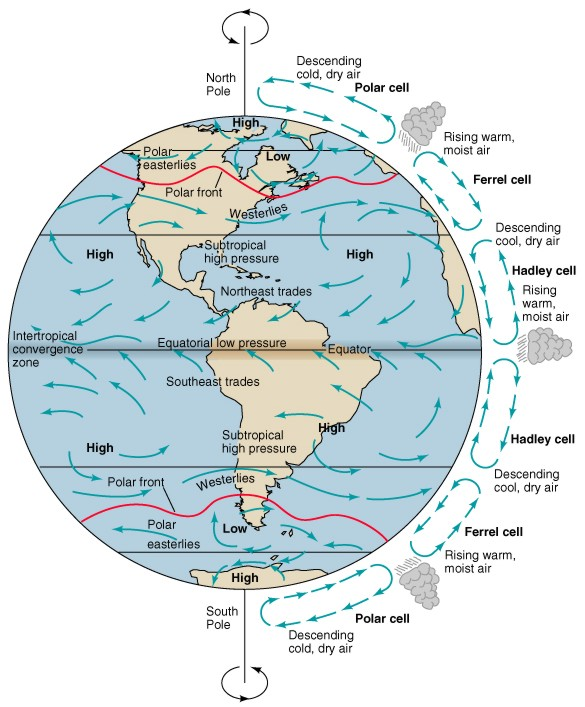 Descending
cold, dry air
North
Pole
Polar cell
High
Rising warm,
moist air
Polar
easterlies
Low
Ferrel cell
Polar front
Westerlies
Descending
cool, dry air
High
Subtropical
high pressure
High
Hadley cell
Northeast trades
Rising
warm,
moist air
Intertropical
convergence
zone
Equatorial low pressure
Equator
Southeast trades
High
Subtropical
high pressure
High
Hadley cell
Polar front
Westerlies
Descending
cool, dry air
Polar
easterlies
Low
Ferrel cell
Rising warm,
moist air
High
South
Pole
Polar cell
Descending
cold, dry air